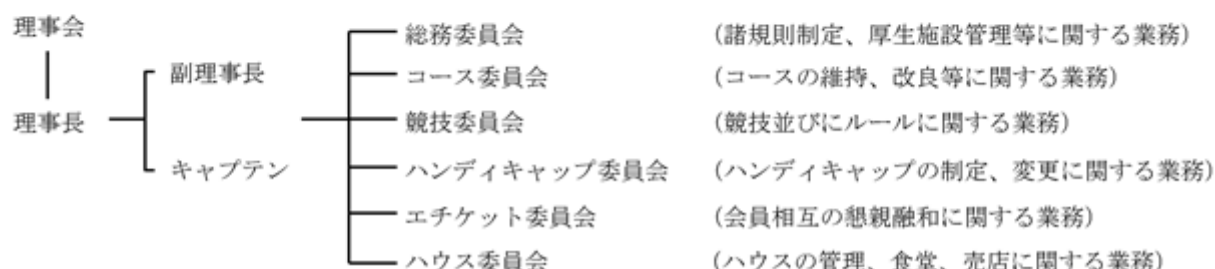 理事会
総務委員会 (諸規則制定、厚生施設管理等に関する業務)
副理事長
コース委員会 (コースの維持、改良等に関する業務)
理事長
競技委員会 (競技並びにルールに関する業務)
キャプテン
ハンディキャップ委員会 (ハンディキャップの制定、変更に関する業務)
エチケット委員会 (会員相互の懇親融和に関する業務)
ハウス委員会 (ハウスの管理、食堂、売店に関する業務)